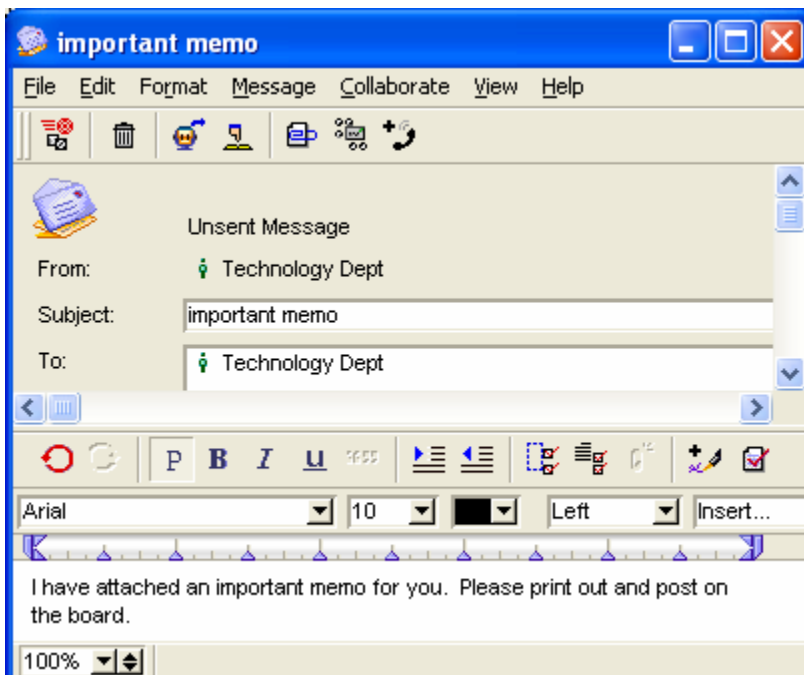 important memo
File Edit Format Message Collaborate View Help
Unsent Message
From: Technology Dept
Subject: important memo
To: Technology Dept
P B I U
Arial 10 Left Insert...
I have attached an important memo for you. Please print out and post on
the board.
100%